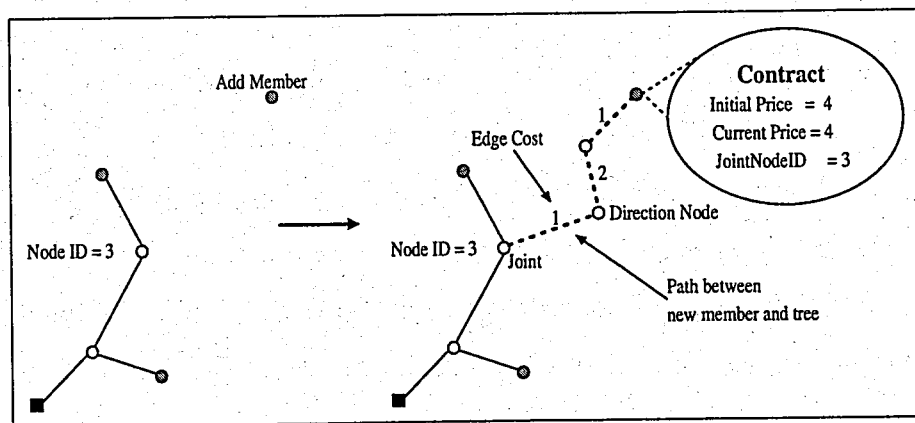 Add Member
Node ID = 3
Edge Cost
1
2
1
Direction Node
Node ID = 3
Joint
Path between
new member and tree
Contract
Initial Price = 4
Current Price = 4
JointNodeID = 3